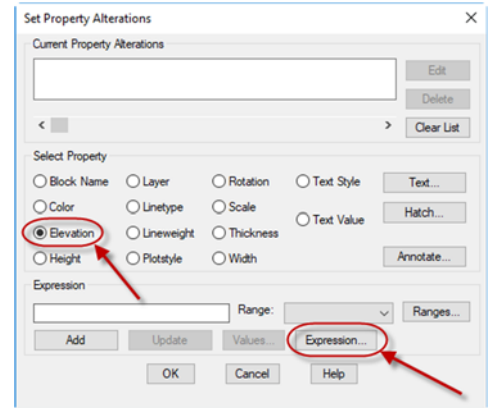 Set Property Alterations
Current Property Alterations
Edit
Delete
Clear List
Select Property
Block Name Layer Rotation Text Style Text...
Color Linetype Scale Text Value Hatch...
Elevation Lineweight Thickness
Height Plotstyle Width Annotate...
Expression
Range: Ranges...
Add Update Values... Expression...
OK Cancel Help